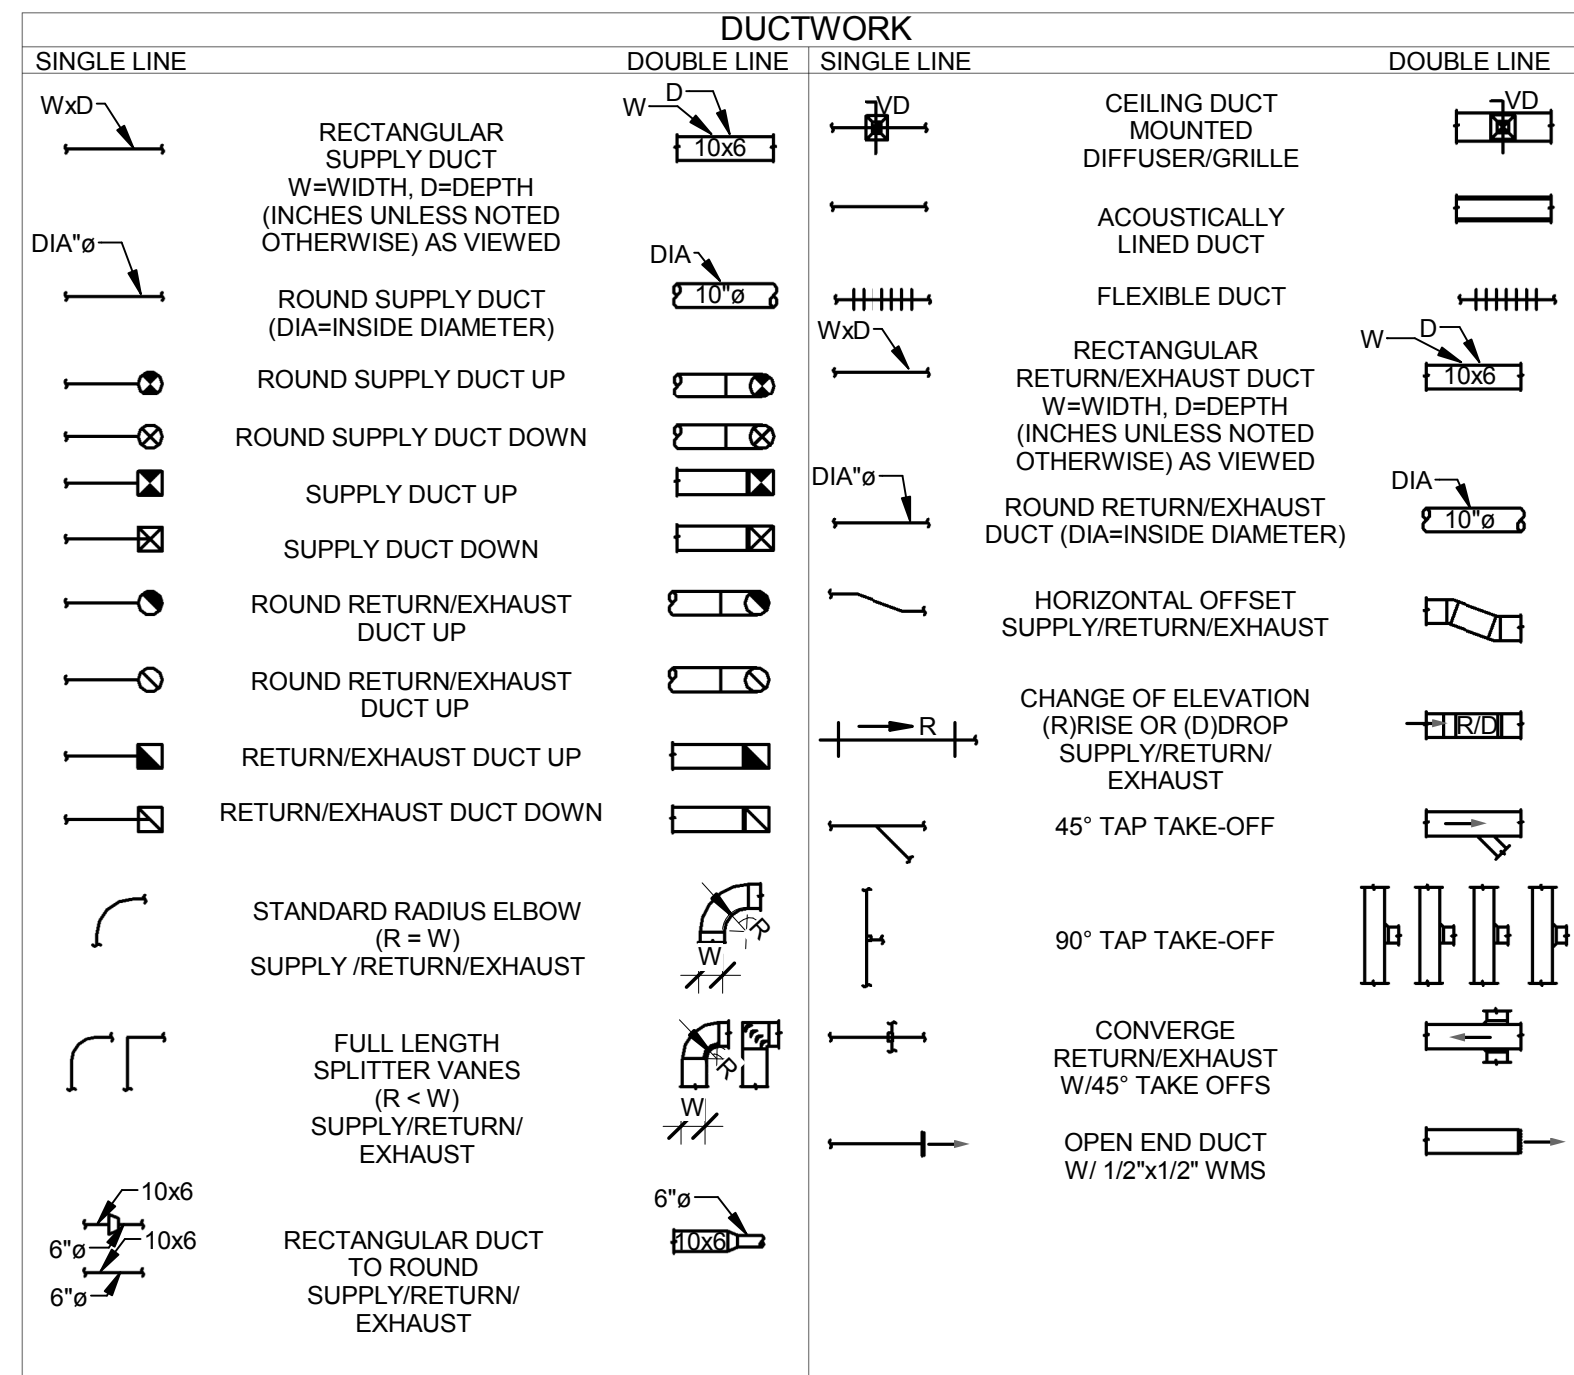 DUCTWORK
SINGLE LINE
DOUBLE LINE
WxD
RECTANGULAR
SUPPLY DUCT
W=WIDTH, D=DEPTH
(INCHES UNLESS NOTED
OTHERWISE) AS VIEWED
W
D
10x6
DIA"ø
ROUND SUPPLY DUCT
(DIA=INSIDE DIAMETER)
DIA
10"ø
ROUND SUPPLY DUCT UP
ROUND SUPPLY DUCT DOWN
SUPPLY DUCT UP
SUPPLY DUCT DOWN
ROUND RETURN/EXHAUST
DUCT UP
ROUND RETURN/EXHAUST
DUCT UP
RETURN/EXHAUST DUCT UP
RETURN/EXHAUST DUCT DOWN
STANDARD RADIUS ELBOW
(R = W)
SUPPLY /RETURN/EXHAUST
R
W
FULL LENGTH
SPLITTER VANES
(R < W)
SUPPLY/RETURN/
EXHAUST
R
W
10x6
6"ø
10x6
6"ø
RECTANGULAR DUCT
TO ROUND
SUPPLY/RETURN/
EXHAUST
6"ø
10x6
SINGLE LINE
DOUBLE LINE
VD
CEILING DUCT
MOUNTED
DIFFUSER/GRILLE
VD
ACOUSTICALLY
LINED DUCT
FLEXIBLE DUCT
WxD
RECTANGULAR
RETURN/EXHAUST DUCT
W=WIDTH, D=DEPTH
(INCHES UNLESS NOTED
OTHERWISE) AS VIEWED
W
D
10x6
DIA"ø
ROUND RETURN/EXHAUST
DUCT (DIA=INSIDE DIAMETER)
DIA
10"ø
HORIZONTAL OFFSET
SUPPLY/RETURN/EXHAUST
R
CHANGE OF ELEVATION
(R)RISE OR (D)DROP
SUPPLY/RETURN/
EXHAUST
R/D
45° TAP TAKE-OFF
90° TAP TAKE-OFF
CONVERGE
RETURN/EXHAUST
W/45° TAKE OFFS
OPEN END DUCT
W/ 1/2"x1/2" WMS